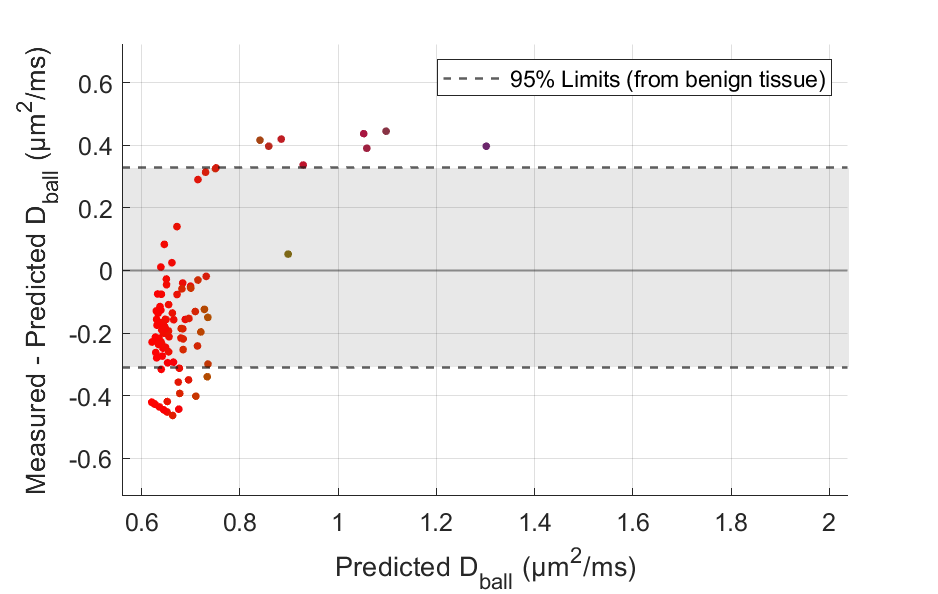 95% Limits (from benign tissue)
Measured - Predicted D_ball (µm²/ms)
0.6
0.4
0.2
0
-0.2
-0.4
-0.6
0.6 0.8 1 1.2 1.4 1.6 1.8 2
Predicted D_ball (µm²/ms)